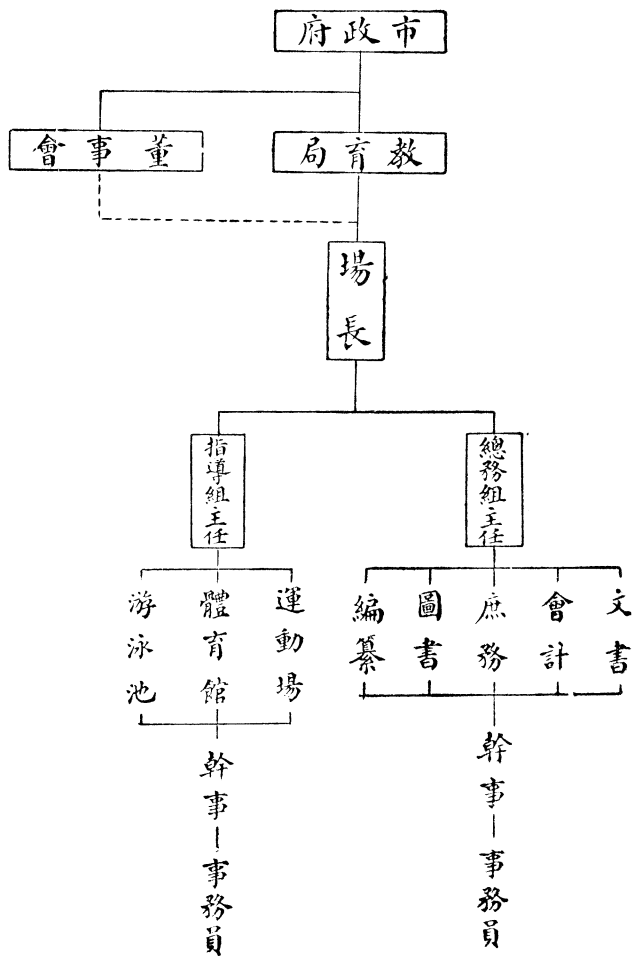 市政府
教育局
董事會
場長
總務組主任
指導組主任
文書
會計
庶務
圖書
編纂
運動場
體育館
游泳池
幹事
事務員
幹事
事務員